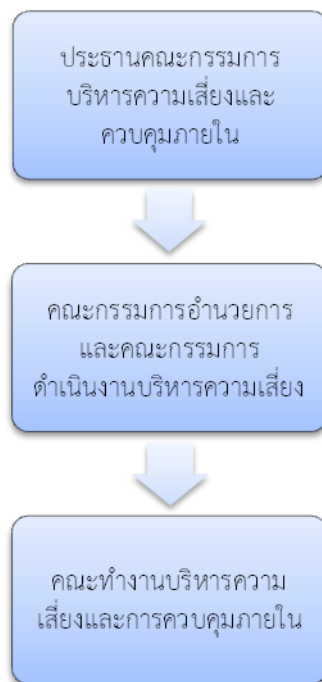 ประธานคณะกรรมการ
บริหารความเสี่ยงและ
ควบคุมภายใน
คณะกรรมการอำนวยการ
และคณะกรรมการ
ดำเนินงานบริหารความเสี่ยง
คณะทำงานบริหารความ
เสี่ยงและการควบคุมภายใน